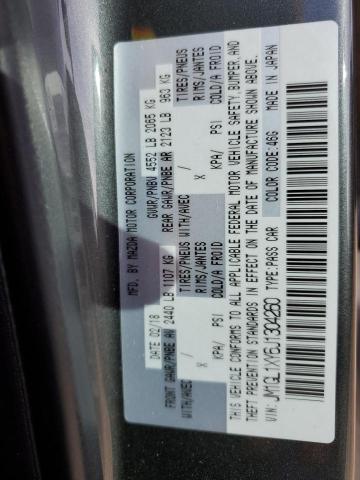 MFD. BY MAZDA MOTOR CORPORATION
GVWR/PNBV 4552 LB 2065 KG
DATE 02/18
FRONT GAWR/PNBE AV 2440 LB 1107 KG REAR GAWR/PNBE AR 2123 LB 963 KG
WITH/AVEC / TIRES/PNEUS WITH/AVEC / TIRES/PNEUS
X RIMS/JANTES X RIMS/JANTES
KPA/ PSI COLD/A FROID KPA/ PSI COLD/A FROID
THIS VEHICLE CONFORMS TO ALL APPLICABLE FEDERAL MOTOR VEHICLE SAFETY, BUMPER, AND
THEFT PREVENTION STANDARDS IN EFFECT ON THE DATE OF MANUFACTURE SHOWN ABOVE.
VIN: JM1GL1XY6J1304260 TYPE: PASS CAR COLOR CODE: 46G MADE IN JAPAN